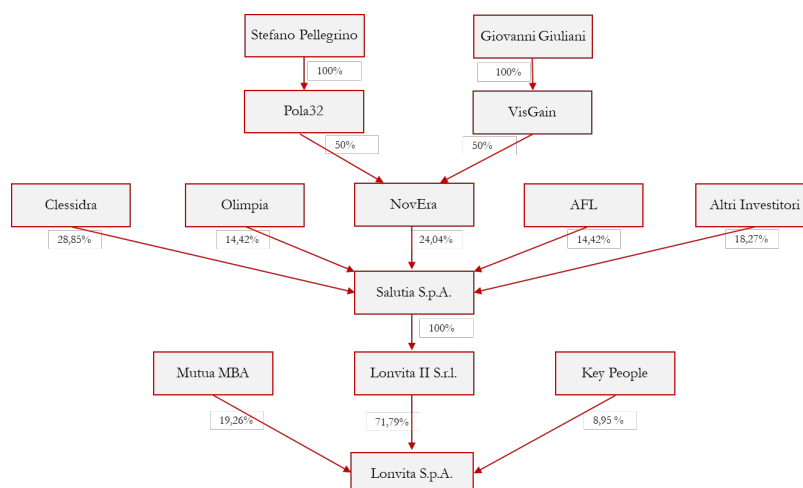 Stefano Pellegrino
Giovanni Giuliani
100%
100%
Pola32
VisGain
50%
50%
Clessidra
Olimpia
NovEra
AFL
Altri Investitori
28,85%
14,42%
24,04%
14,42%
18,27%
Salutia S.p.A.
100%
Mutua MBA
Lonvita II S.r.l.
Key People
19,26%
71,79%
8,95 %
Lonvita S.p.A.